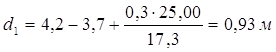 d₁ = 4,2 − 3,7 + 0,3·25,00 / 17,3 = 0,93 м